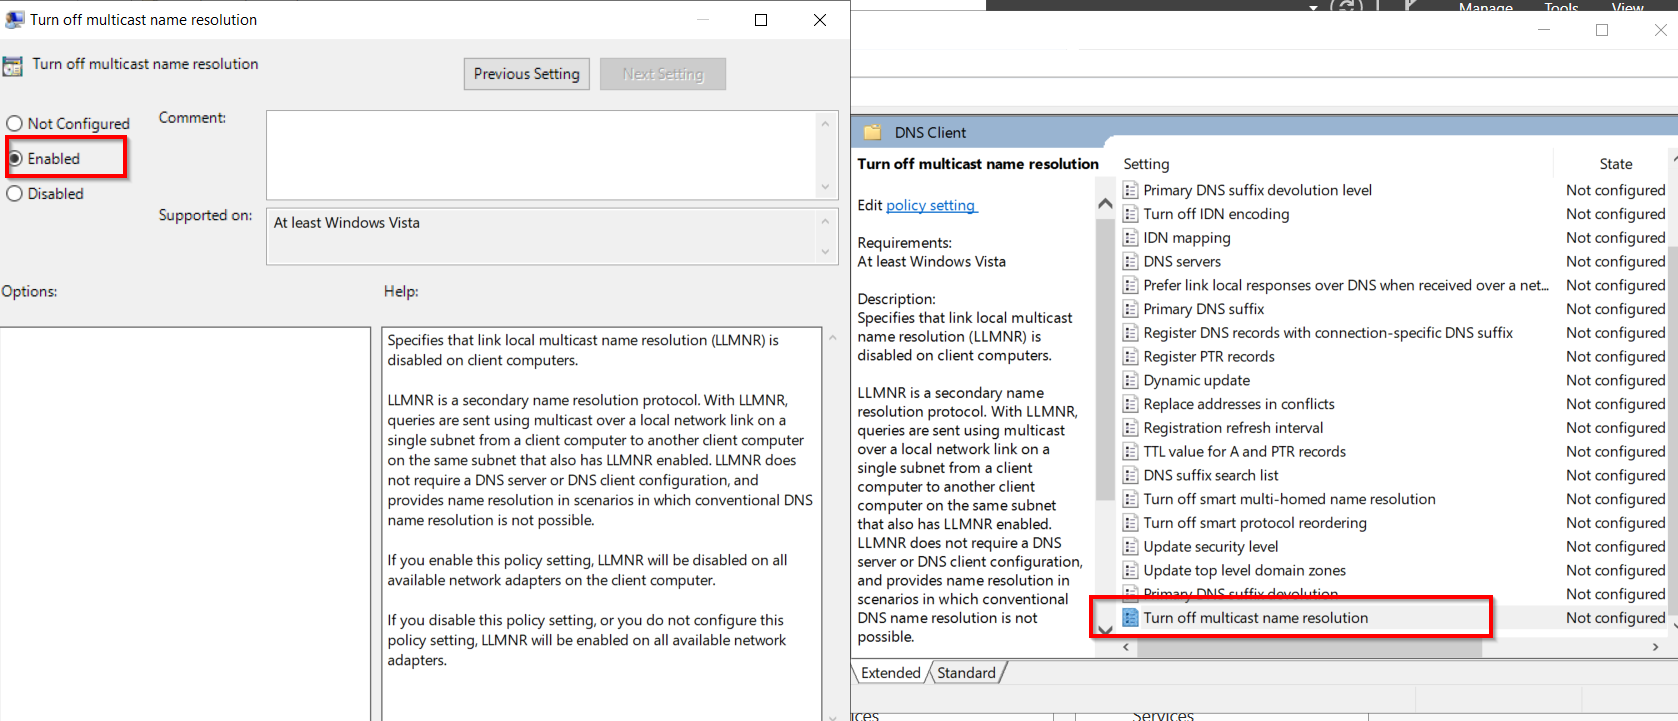 Turn off multicast name resolution
Turn off multicast name resolution
Previous Setting
Next Setting
Not Configured
Enabled
Disabled
Comment:
Supported on:
At least Windows Vista
Options:
Help:
Specifies that link local multicast name resolution (LLMNR) is
disabled on client computers.
LLMNR is a secondary name resolution protocol. With LLMNR,
queries are sent using multicast over a local network link on a
single subnet from a client computer to another client computer
on the same subnet that also has LLMNR enabled. LLMNR does
not require a DNS server or DNS client configuration, and
provides name resolution in scenarios in which conventional DNS
name resolution is not possible.
If you enable this policy setting, LLMNR will be disabled on all
available network adapters on the client computer.
If you disable this policy setting, or you do not configure this
policy setting, LLMNR will be enabled on all available network
adapters.
Manage Tools View
DNS Client
Turn off multicast name resolution
Edit policy setting
Requirements:
At least Windows Vista
Description:
Specifies that link local multicast
name resolution (LLMNR) is
disabled on client computers.
LLMNR is a secondary name
resolution protocol. With LLMNR,
queries are sent using multicast
over a local network link on a
single subnet from a client
computer to another client
computer on the same subnet
that also has LLMNR enabled.
LLMNR does not require a DNS
server or DNS client configuration,
and provides name resolution in
scenarios in which conventional
DNS name resolution is not
possible.
Setting State
Primary DNS suffix devolution level Not configured
Turn off IDN encoding Not configured
IDN mapping Not configured
DNS servers Not configured
Prefer link local responses over DNS when received over a net... Not configured
Primary DNS suffix Not configured
Register DNS records with connection-specific DNS suffix Not configured
Register PTR records Not configured
Dynamic update Not configured
Replace addresses in conflicts Not configured
Registration refresh interval Not configured
TTL value for A and PTR records Not configured
DNS suffix search list Not configured
Turn off smart multi-homed name resolution Not configured
Turn off smart protocol reordering Not configured
Update security level Not configured
Update top level domain zones Not configured
Primary DNS suffix devolution Not configured
Turn off multicast name resolution Not configured
Extended Standard
Services